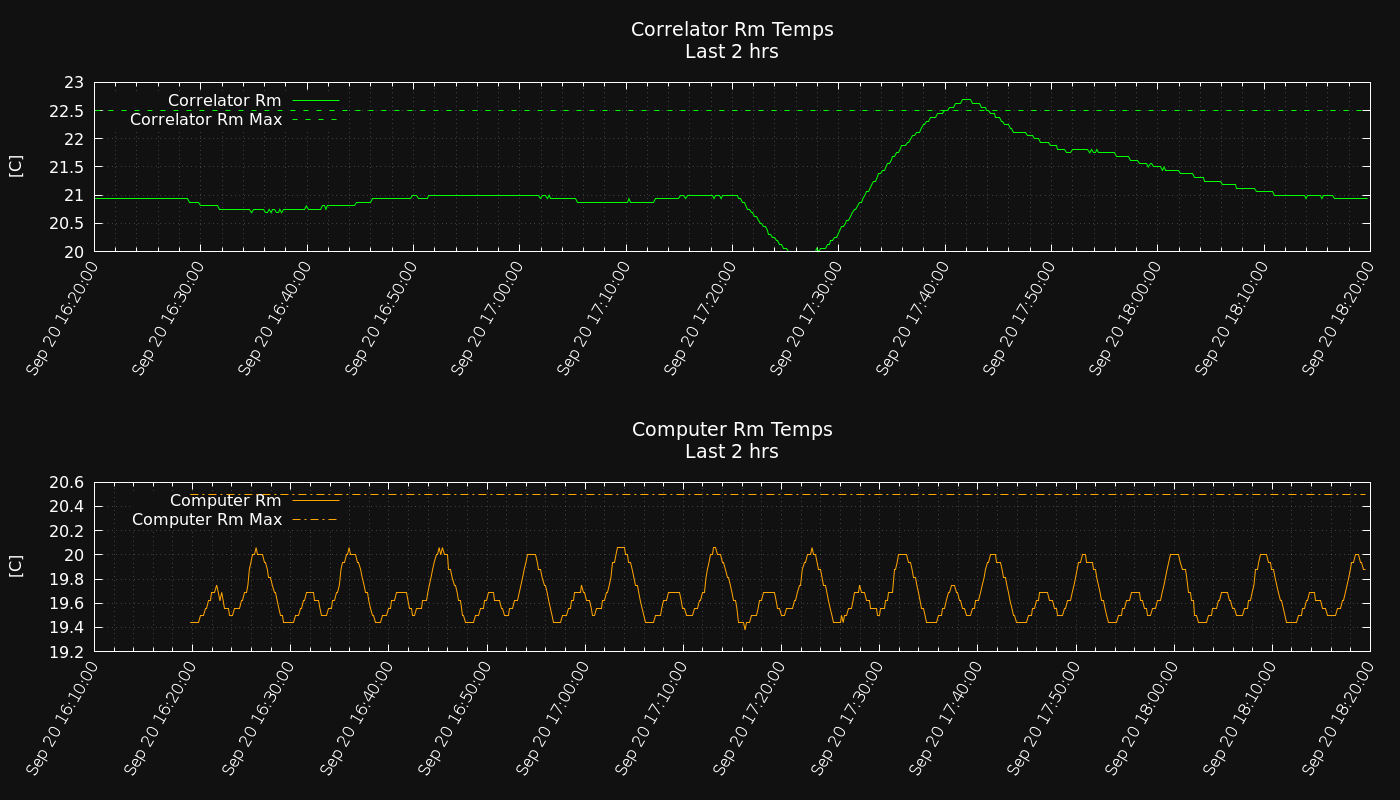 Correlator Rm Temps
Last 2 hrs
[C]
23
22.5
22
21.5
21
20.5
20
Correlator Rm
Correlator Rm Max
Sep 20 16:20:00
Sep 20 16:30:00
Sep 20 16:40:00
Sep 20 16:50:00
Sep 20 17:00:00
Sep 20 17:10:00
Sep 20 17:20:00
Sep 20 17:30:00
Sep 20 17:40:00
Sep 20 17:50:00
Sep 20 18:00:00
Sep 20 18:10:00
Sep 20 18:20:00
Computer Rm Temps
Last 2 hrs
[C]
20.6
20.4
20.2
20
19.8
19.6
19.4
19.2
Computer Rm
Computer Rm Max
Sep 20 16:10:00
Sep 20 16:20:00
Sep 20 16:30:00
Sep 20 16:40:00
Sep 20 16:50:00
Sep 20 17:00:00
Sep 20 17:10:00
Sep 20 17:20:00
Sep 20 17:30:00
Sep 20 17:40:00
Sep 20 17:50:00
Sep 20 18:00:00
Sep 20 18:10:00
Sep 20 18:20:00